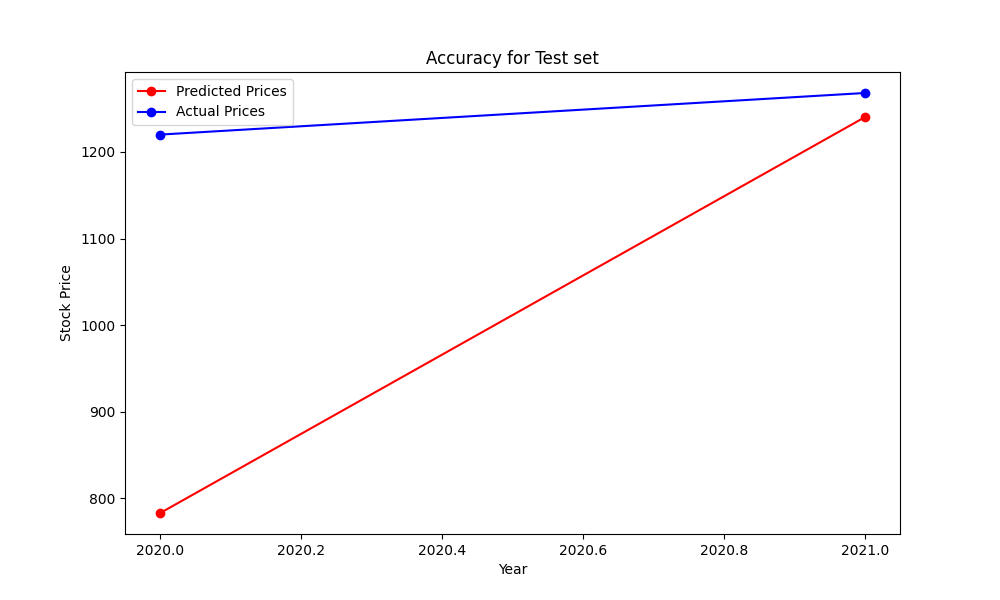 Accuracy for Test set
Predicted Prices
Actual Prices
1200
1100
1000
900
800
Stock Price
2020.0 2020.2 2020.4 2020.6 2020.8 2021.0
Year